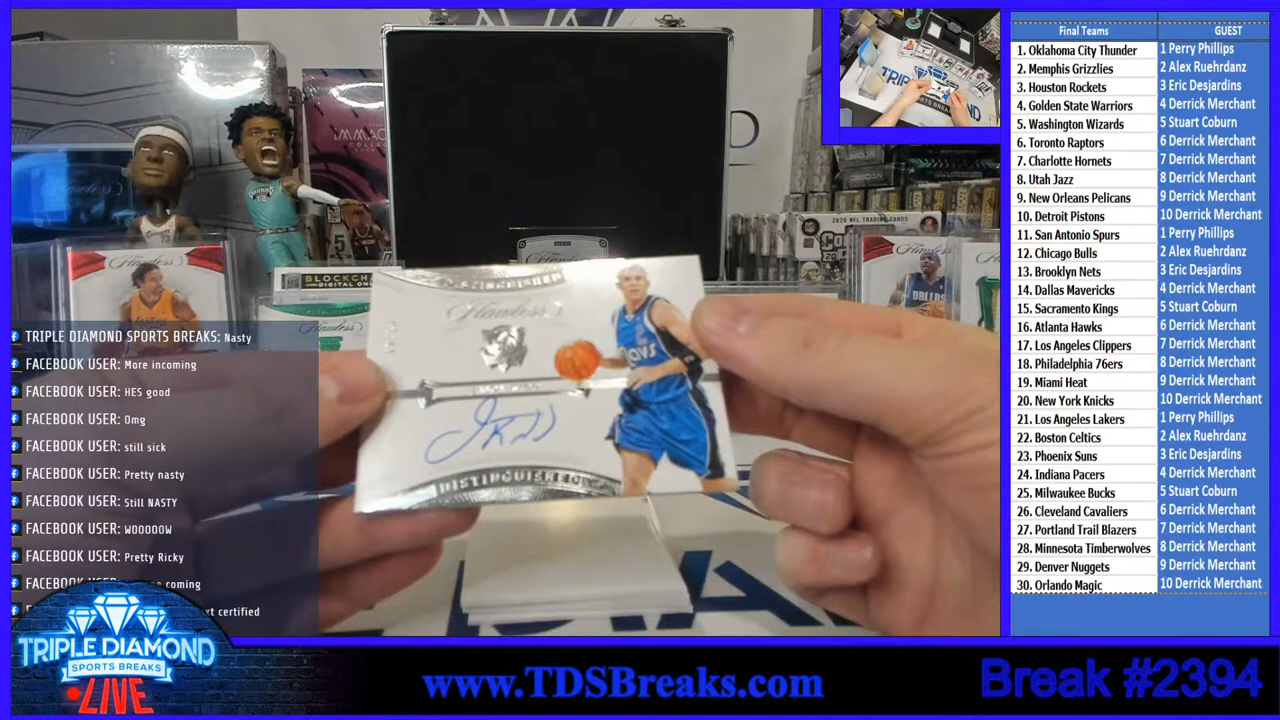 Final Teams
GUEST
1. Oklahoma City Thunder 1 Perry Phillips
2. Memphis Grizzlies 2 Alex Ruehrdanz
3. Houston Rockets 3 Eric Desjardins
4. Golden State Warriors 4 Derrick Merchant
5. Washington Wizards 5 Stuart Coburn
6. Toronto Raptors 6 Derrick Merchant
7. Charlotte Hornets 7 Derrick Merchant
8. Utah Jazz 8 Derrick Merchant
9. New Orleans Pelicans 9 Derrick Merchant
10. Detroit Pistons 10 Derrick Merchant
11. San Antonio Spurs 1 Perry Phillips
12. Chicago Bulls 2 Alex Ruehrdanz
13. Brooklyn Nets 3 Eric Desjardins
14. Dallas Mavericks 4 Derrick Merchant
15. Sacramento Kings 5 Stuart Coburn
16. Atlanta Hawks 6 Derrick Merchant
17. Los Angeles Clippers 7 Derrick Merchant
18. Philadelphia 76ers 8 Derrick Merchant
19. Miami Heat 9 Derrick Merchant
20. New York Knicks 10 Derrick Merchant
21. Los Angeles Lakers 1 Perry Phillips
22. Boston Celtics 2 Alex Ruehrdanz
23. Phoenix Suns 3 Eric Desjardins
24. Indiana Pacers 4 Derrick Merchant
25. Milwaukee Bucks 5 Stuart Coburn
26. Cleveland Cavaliers 6 Derrick Merchant
27. Portland Trail Blazers 7 Derrick Merchant
28. Minnesota Timberwolves 8 Derrick Merchant
29. Denver Nuggets 9 Derrick Merchant
30. Orlando Magic 10 Derrick Merchant
2020 NFL TRADING CARDS
BLOCKCHA
DIGITAL ONL
Flawless
Flawless
Flawless
DALLAS
Flawless
DISTINGUISHED
TRIPLE DIAMOND SPORTS BREAKS: Nasty
FACEBOOK USER: More incoming
FACEBOOK USER: HES good
FACEBOOK USER: Omg
FACEBOOK USER: still sick
FACEBOOK USER: Pretty nasty
FACEBOOK USER: Still NASTY
FACEBOOK USER: WOOOOOW
FACEBOOK USER: Pretty Ricky
FACEBOOK USER: coming
certified
TRIPLE DIAMOND
SPORTS BREAKS
LIVE
www.TDSBreaks.com
Break #2394